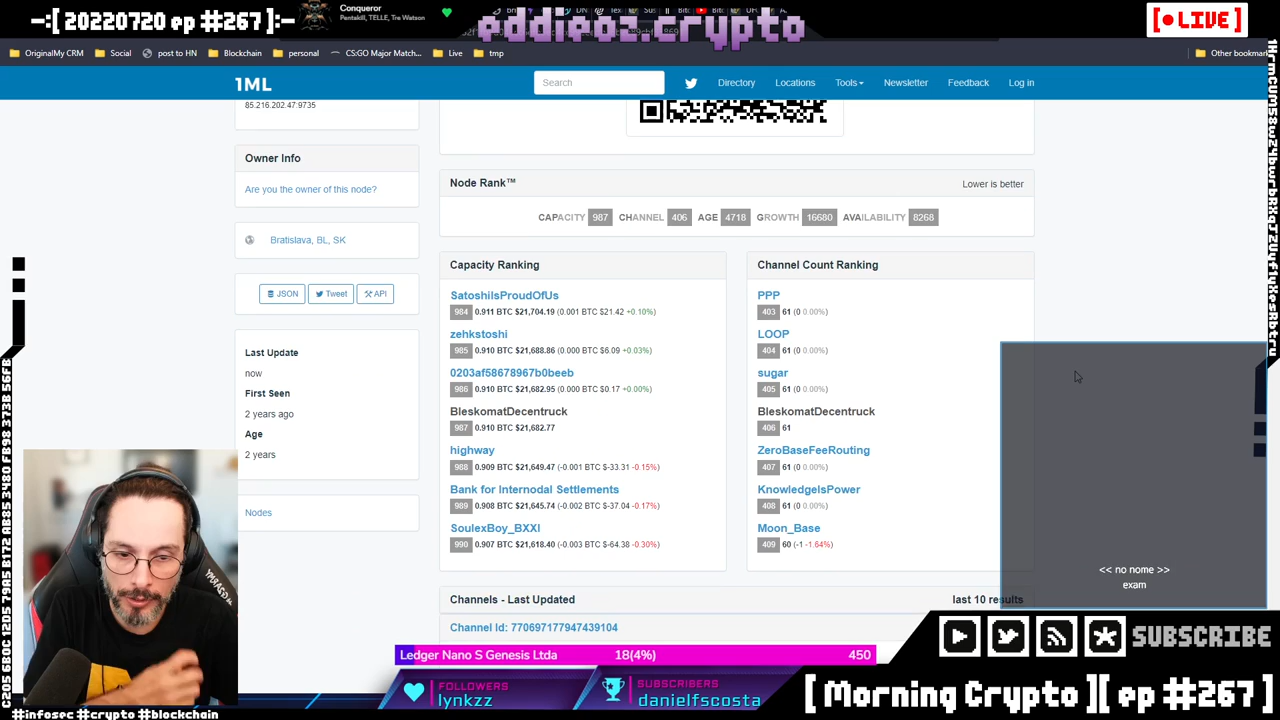 -:[ 20220720 ep #267 ]:-
Conqueror
Pentakill, TELLE, Tre Watson
eddieoz.crypto
[ LIVE ]
OriginalMy CRM
Social
post to HN
Blockchain
personal
CS:GO Major Match...
Live
tmp
Other bookmar
1ML
Search
Directory
Locations
Tools
Newsletter
Feedback
Log in
85.216.202.47:9735
Owner Info
Are you the owner of this node?
Bratislava, BL, SK
JSON
Tweet
API
Last Update
now
First Seen
2 years ago
Age
2 years
Nodes
Node Rank™
Lower is better
CAPACITY 987 CHANNEL 406 AGE 4718 GROWTH 16680 AVAILABILITY 8268
Capacity Ranking
SatoshiIsProudOfUs
984 0.911 BTC $21,704.19 (0.001 BTC $21.42 +0.10%)
zehkstoshi
985 0.910 BTC $21,688.86 (0.000 BTC $6.09 +0.03%)
0203af58678967b0beeb
986 0.910 BTC $21,682.95 (0.000 BTC $0.17 +0.00%)
BleskomatDecentruck
987 0.910 BTC $21,682.77
highway
988 0.909 BTC $21,649.47 (-0.001 BTC $-33.31 -0.15%)
Bank for Internodal Settlements
989 0.908 BTC $21,645.74 (-0.002 BTC $-37.04 -0.17%)
SoulexBoy_BXXI
990 0.907 BTC $21,618.40 (-0.003 BTC $-64.38 -0.30%)
Channel Count Ranking
PPP
403 61 (0 0.00%)
LOOP
404 61 (0 0.00%)
sugar
405 61 (0 0.00%)
BleskomatDecentruck
406 61
ZeroBaseFeeRouting
407 61 (0 0.00%)
KnowledgeIsPower
408 61 (0 0.00%)
Moon_Base
409 60 (-1 -1.64%)
Channels - Last Updated
last 10 results
Channel Id: 770697177947439104
<< no nome >>
exam
SUBSCRIBE
Ledger Nano S Genesis Ltda 18(4%) 450
FOLLOWERS
lynkzz
SUBSCRIBERS
danielfscosta
[ Morning Crypto ][ ep #267 ]
#infosec #crypto #blockchain